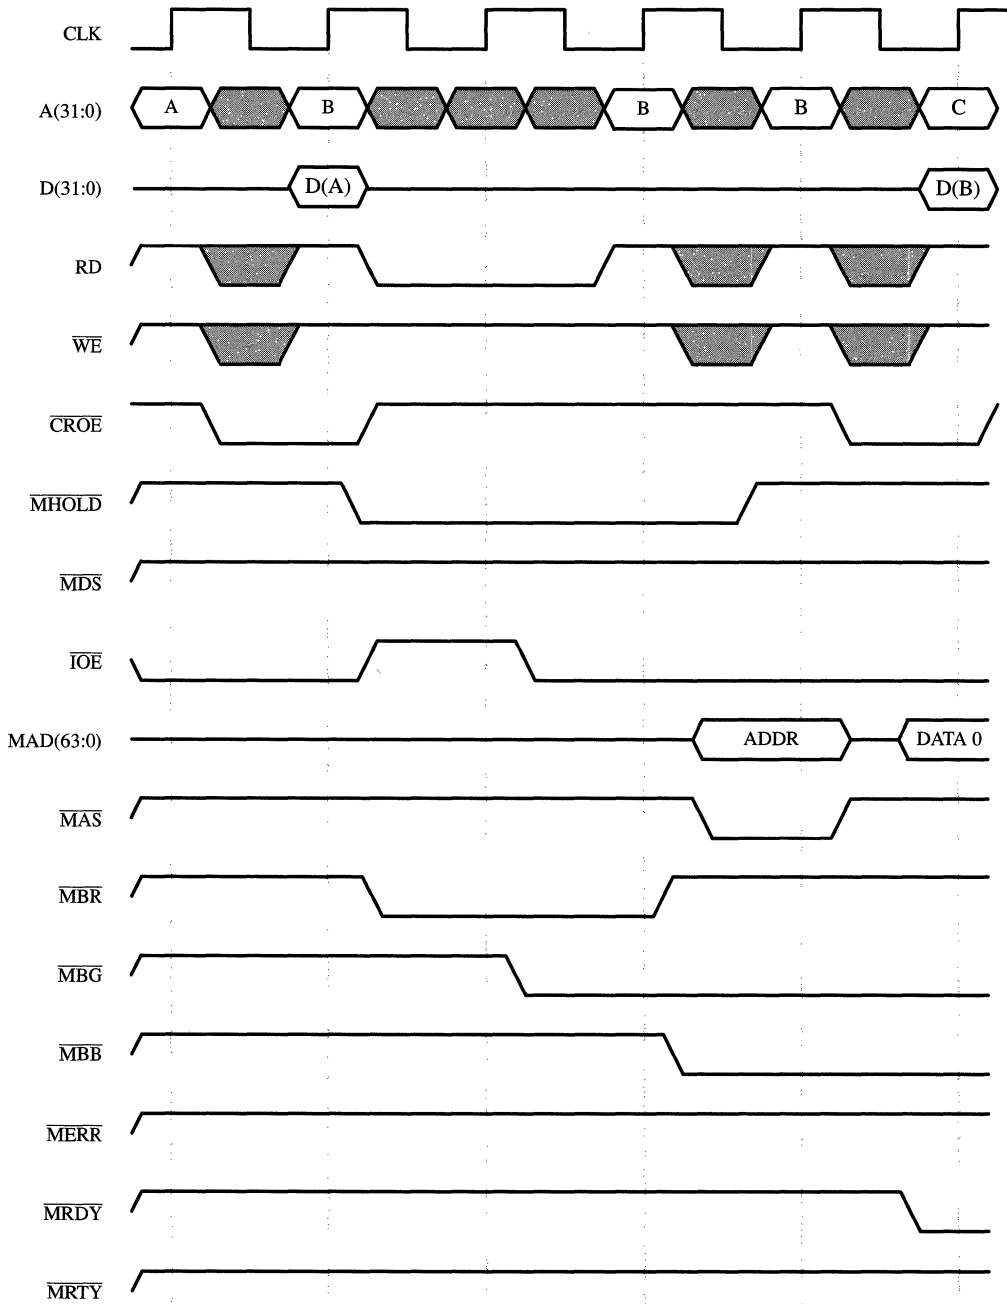 CLK
A(31:0) A B B B C
D(31:0) D(A) D(B)
RD
WE
CROE
MHOLD
MDS
IOE
MAD(63:0) ADDR DATA 0
MAS
MBR
MBG
MBB
MERR
MRDY
MRTY